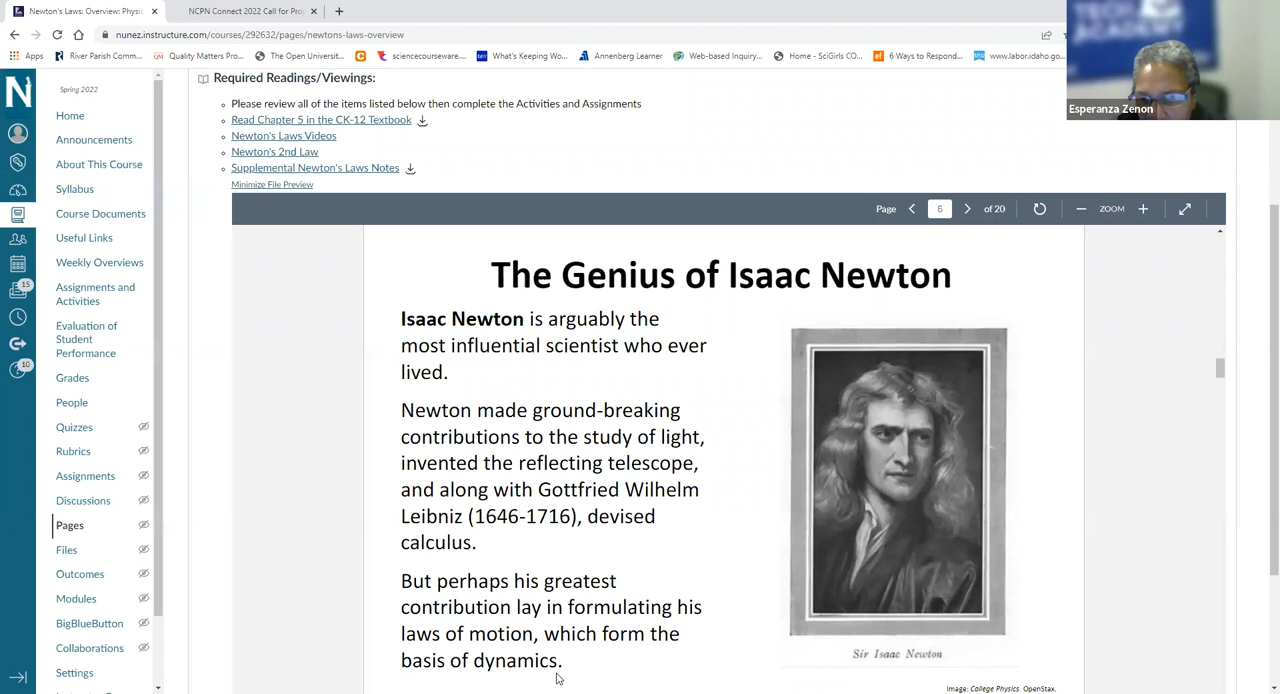 Newton's Laws: Overview: Physi
NCPN Connect 2022 Call for Prop
nunez.instructure.com/courses/292632/pages/newtons-laws-overview
Apps
River Parish Comm...
Quality Matters Pro...
The Open Universit...
sciencecourseware...
What's Keeping Wo...
Annenberg Learner
Web-based Inquiry...
Home - SciGirls CO...
6 Ways to Respond...
www.labor.idaho.go...
TECH
ACADEMY
Esperanza Zenon
N
15
10
Spring 2022
Home
Announcements
About This Course
Syllabus
Course Documents
Useful Links
Weekly Overviews
Assignments and
Activities
Evaluation of
Student
Performance
Grades
People
Quizzes
Rubrics
Assignments
Discussions
Pages
Files
Outcomes
Modules
BigBlueButton
Collaborations
Settings
Required Readings/Viewings:
Please review all of the items listed below then complete the Activities and Assignments
Read Chapter 5 in the CK-12 Textbook
Newton's Laws Videos
Newton's 2nd Law
Supplemental Newton's Laws Notes
Minimize File Preview
Page 6 of 20 ZOOM
The Genius of Isaac Newton
Isaac Newton is arguably the
most influential scientist who ever
lived.
Newton made ground-breaking
contributions to the study of light,
invented the reflecting telescope,
and along with Gottfried Wilhelm
Leibniz (1646-1716), devised
calculus.
But perhaps his greatest
contribution lay in formulating his
laws of motion, which form the
basis of dynamics.
Sir Isaac Newton
Image: College Physics. OpenStax.